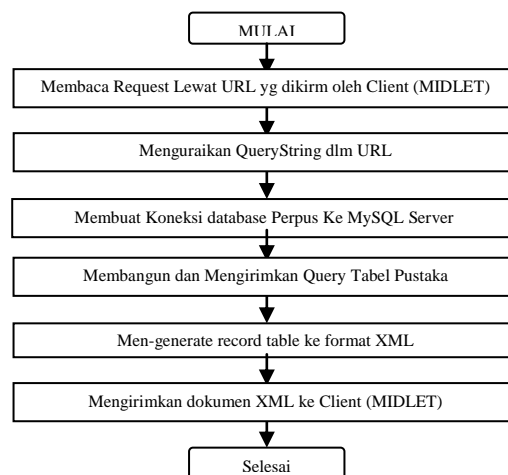 MULAI
Membaca Request Lewat URL yg dikirm oleh Client (MIDLET)
Menguraikan QueryString dlm URL
Membuat Koneksi database Perpus Ke MySQL Server
Membangun dan Mengirimkan Query Tabel Pustaka
Men-generate record table ke format XML
Mengirimkan dokumen XML ke Client (MIDLET)
Selesai